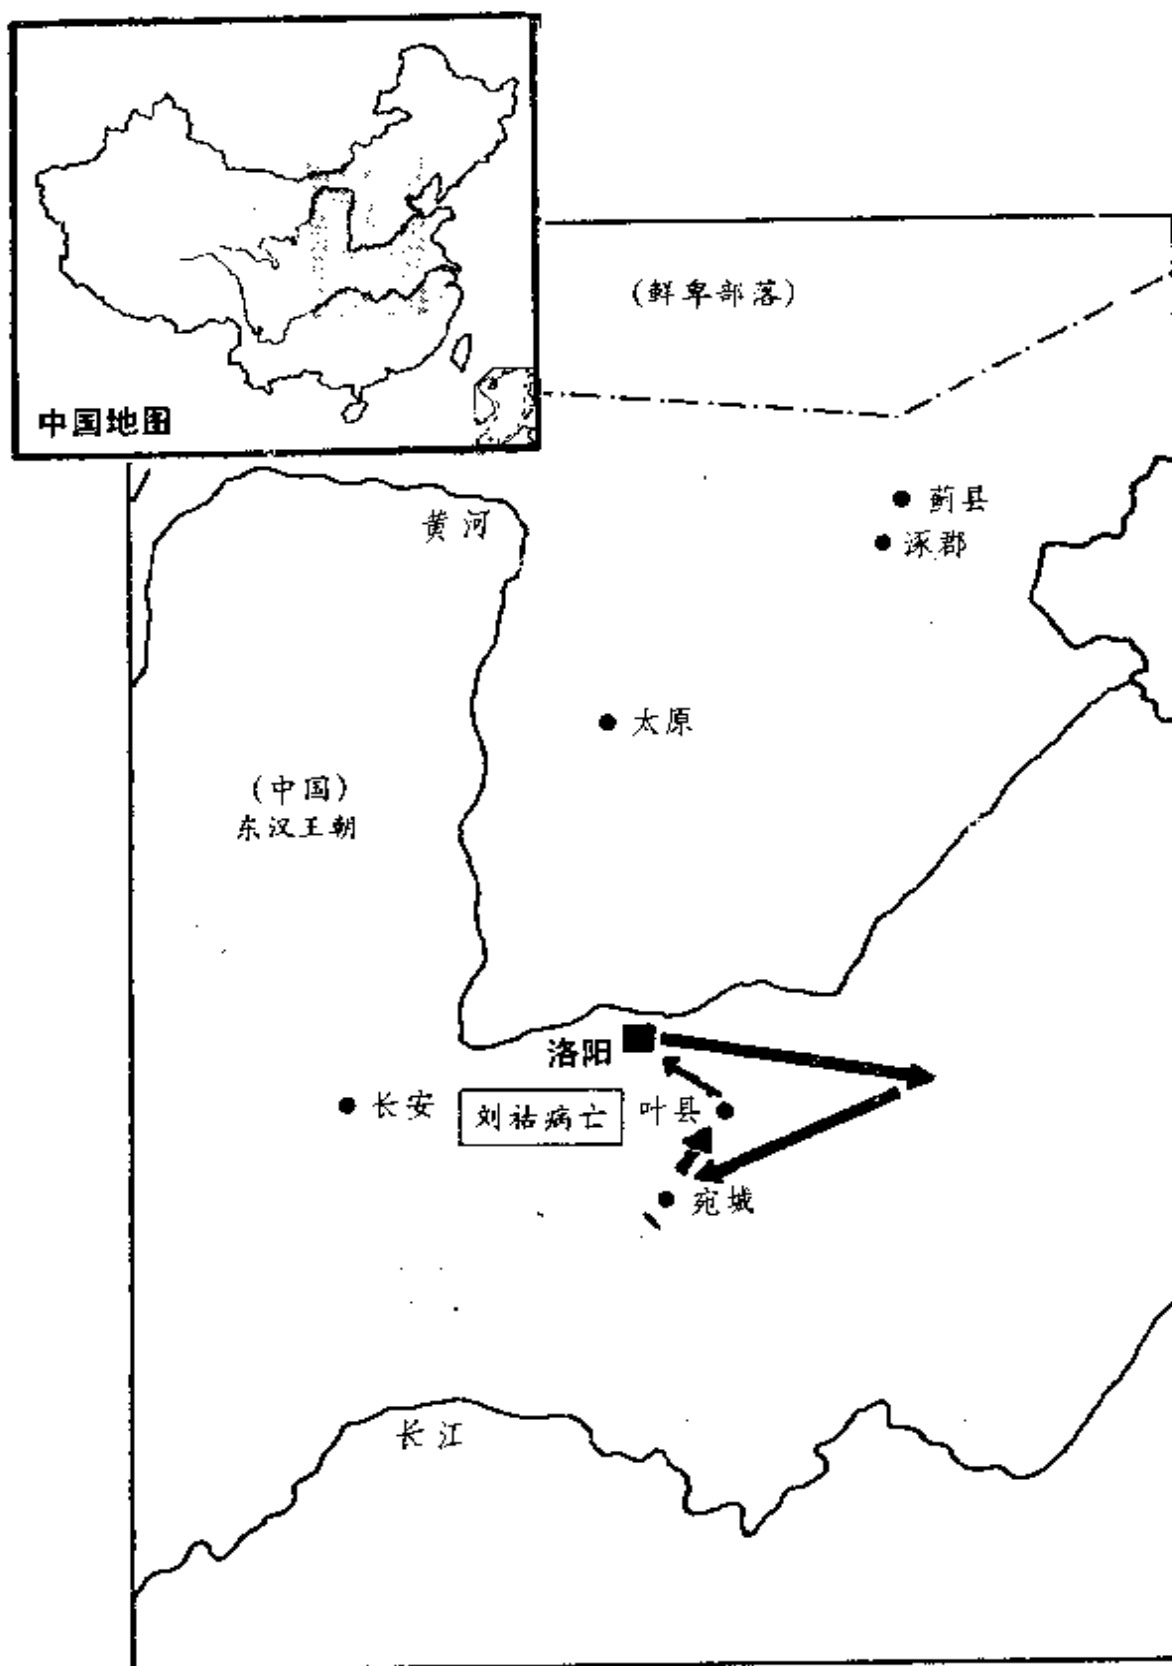 中国地图
(鲜卑部落)
黄河
蓟县
涿郡
太原
(中国)
东汉王朝
洛阳
长安
刘祜病亡
叶县
宛城
长江